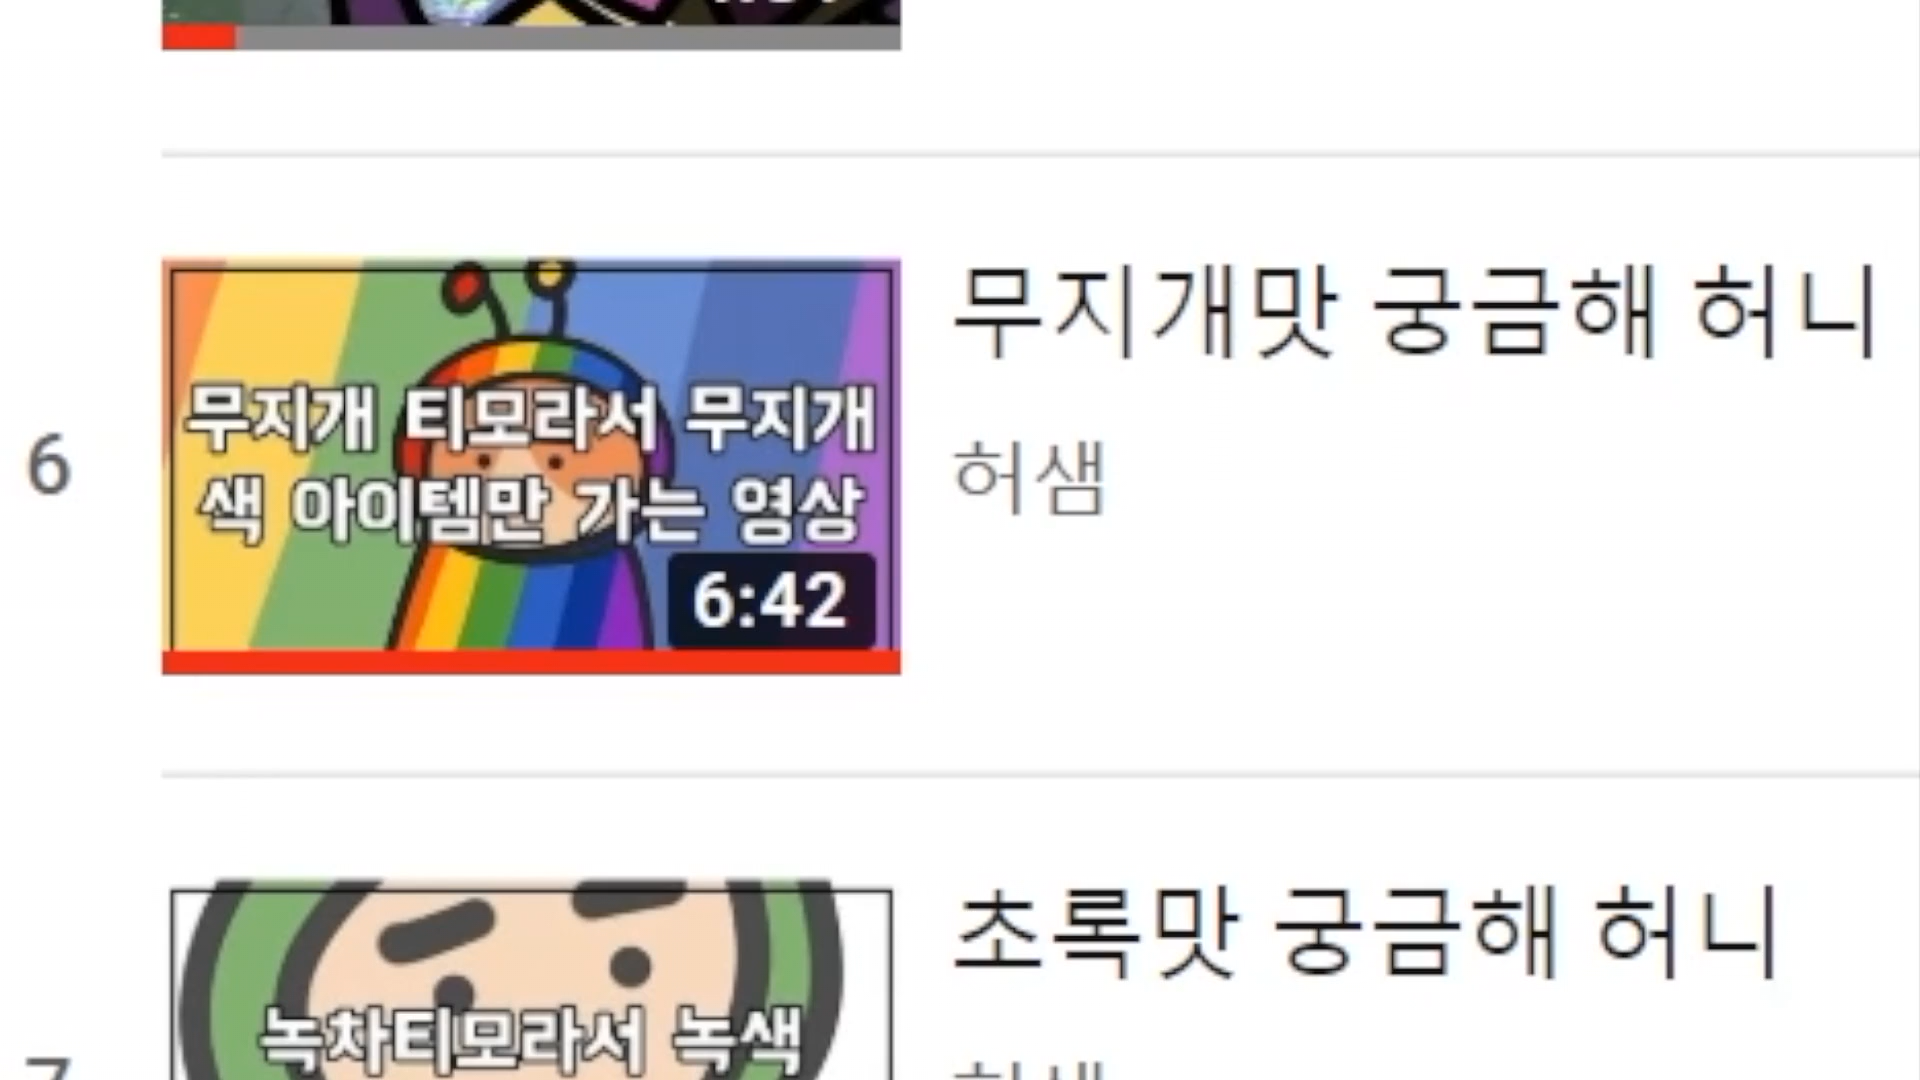 무지개맛 궁금해 허니
허샘
6
무지개 티모라서 무지개
색 아이템만 가는 영상
6:42
초록맛 궁금해 허니
녹차티모라서 녹색